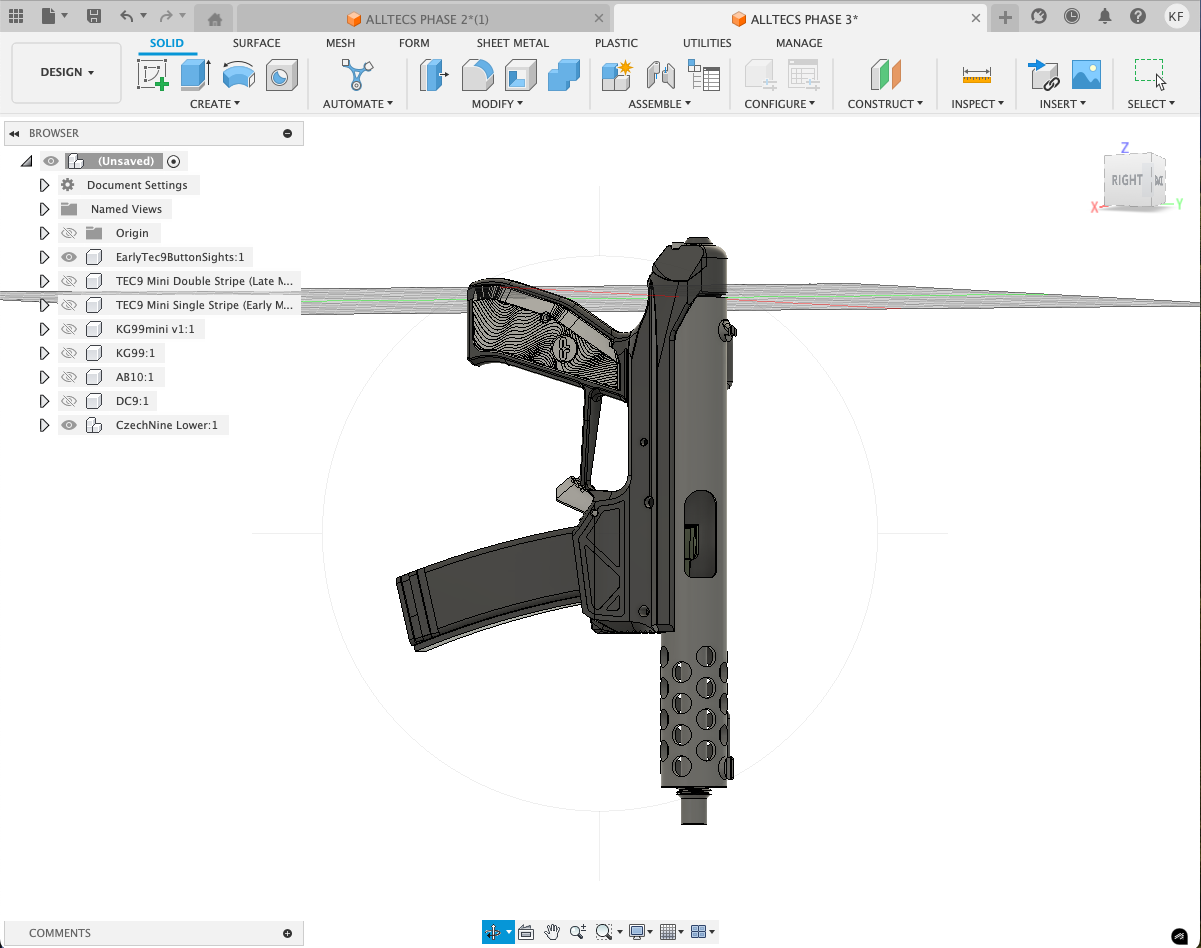 ALLTECS PHASE 2*(1)
ALLTECS PHASE 3*
KF
DESIGN
SOLID
SURFACE
MESH
FORM
SHEET METAL
PLASTIC
UTILITIES
MANAGE
CREATE
AUTOMATE
MODIFY
ASSEMBLE
CONFIGURE
CONSTRUCT
INSPECT
INSERT
SELECT
BROWSER
(Unsaved)
Document Settings
Named Views
Origin
EarlyTec9ButtonSights:1
TEC9 Mini Double Stripe (Late M...
TEC9 Mini Single Stripe (Early M...
KG99mini v1:1
KG99:1
AB10:1
DC9:1
CzechNine Lower:1
Z
RIGHT
X
Y
COMMENTS